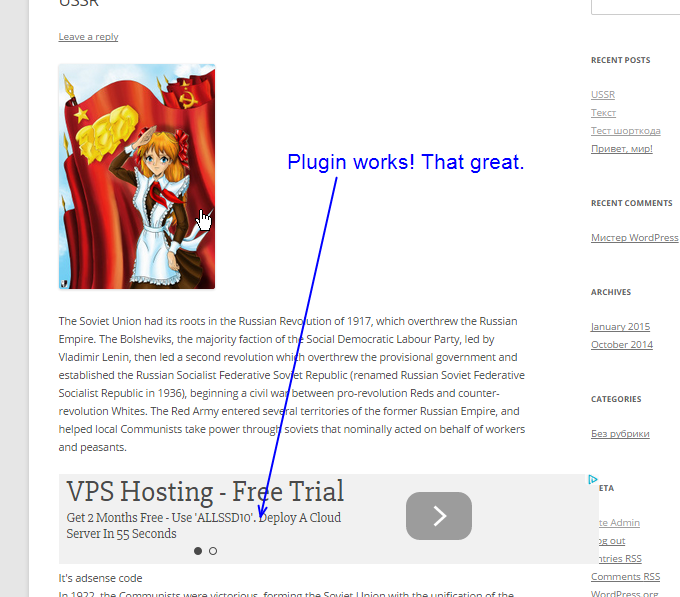 USSR
Leave a reply
Plugin works! That great.
The Soviet Union had its roots in the Russian Revolution of 1917, which overthrew the Russian
Empire. The Bolsheviks, the majority faction of the Social Democratic Labour Party, led by
Vladimir Lenin, then led a second revolution which overthrew the provisional government and
established the Russian Socialist Federative Soviet Republic (renamed Russian Soviet Federative
Socialist Republic in 1936), beginning a civil war between pro-revolution Reds and counter-
revolution Whites. The Red Army entered several territories of the former Russian Empire, and
helped local Communists take power through soviets that nominally acted on behalf of workers
and peasants.
VPS Hosting - Free Trial
Get 2 Months Free - Use 'ALLSSD10'. Deploy A Cloud
Server In 55 Seconds
It's adsense code
In 1922, the Communists were victorious, forming the Soviet Union with the unification of the
RECENT POSTS
USSR
Текст
Тест шорткода
Привет, мир!
RECENT COMMENTS
Мистер WordPress
ARCHIVES
January 2015
October 2014
CATEGORIES
Без рубрики
ETA
te Admin
og out
ntries RSS
Comments RSS
WordPress.org